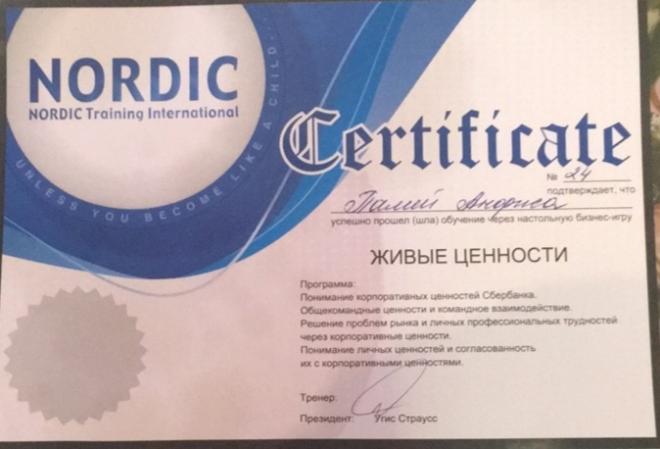 NORDIC
NORDIC Training International
UNLESS YOU BECOME LIKE A CHILD...
Certificate
№ 24
подтверждает, что
успешно прошел (шла) обучение через настольную бизнес-игру
ЖИВЫЕ ЦЕННОСТИ
Программа:
Понимание корпоративных ценностей Сбербанка.
Общекомандные ценности и командное взаимодействие.
Решение проблем рынка и личных профессиональных трудностей
через корпоративные ценности.
Понимание личных ценностей и согласованность
их с корпоративными ценностями.
Тренер:
Президент: Угис Страусс